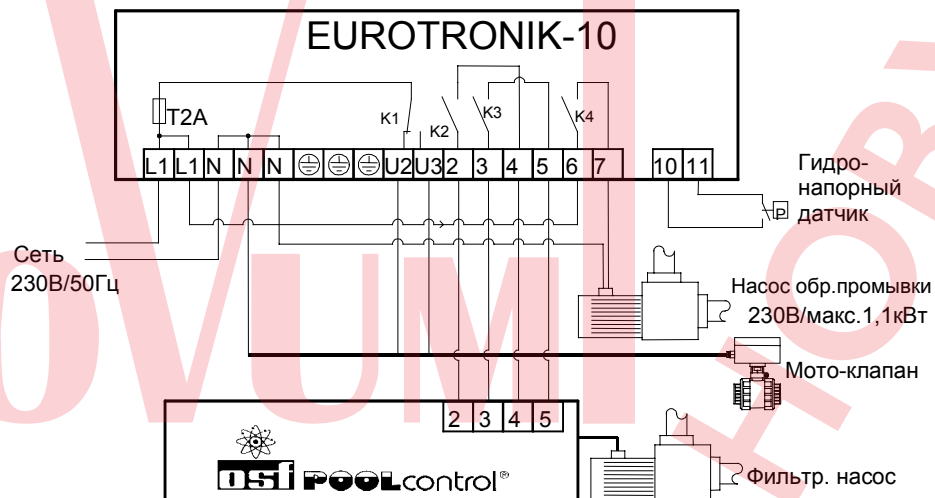 EUROTRONIK-10
T2A
K1
K2
K3
K4
L1 L1 N N N U2 U3 2 3 4 5 6 7 10 11
Гидро-
напорный
датчик
P
Сеть
230В/50Гц
Насос обр.промывки
230В/макс.1,1кВт
Мото-клапан
2 3 4 5
osf POOLcontrol®
Фильтр. насос
OVUM
НОВУ